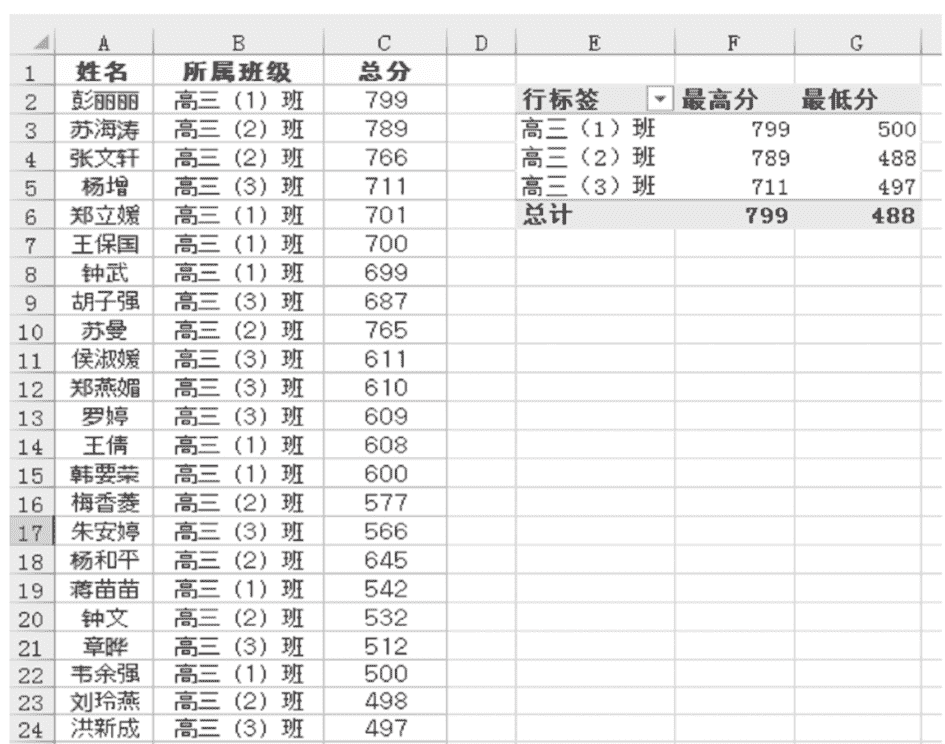 A B C D E F G
1 姓名 所属班级 总分
2 彭丽丽 高三（1）班 799 行标签 最高分 最低分
3 苏海涛 高三（2）班 789 高三（1）班 799 500
4 张文轩 高三（2）班 766 高三（2）班 789 488
5 杨增 高三（3）班 711 高三（3）班 711 497
6 郑立媛 高三（1）班 701 总计 799 488
7 王保国 高三（1）班 700
8 钟武 高三（1）班 699
9 胡子强 高三（3）班 687
10 苏曼 高三（2）班 765
11 侯淑媛 高三（3）班 611
12 郑燕媚 高三（3）班 610
13 罗婷 高三（3）班 609
14 王倩 高三（1）班 608
15 韩要荣 高三（1）班 600
16 梅香菱 高三（2）班 577
17 朱安婷 高三（3）班 566
18 杨和平 高三（2）班 645
19 蒋苗苗 高三（1）班 542
20 钟文 高三（2）班 532
21 章晔 高三（3）班 512
22 韦余强 高三（1）班 500
23 刘玲燕 高三（2）班 498
24 洪新成 高三（3）班 497